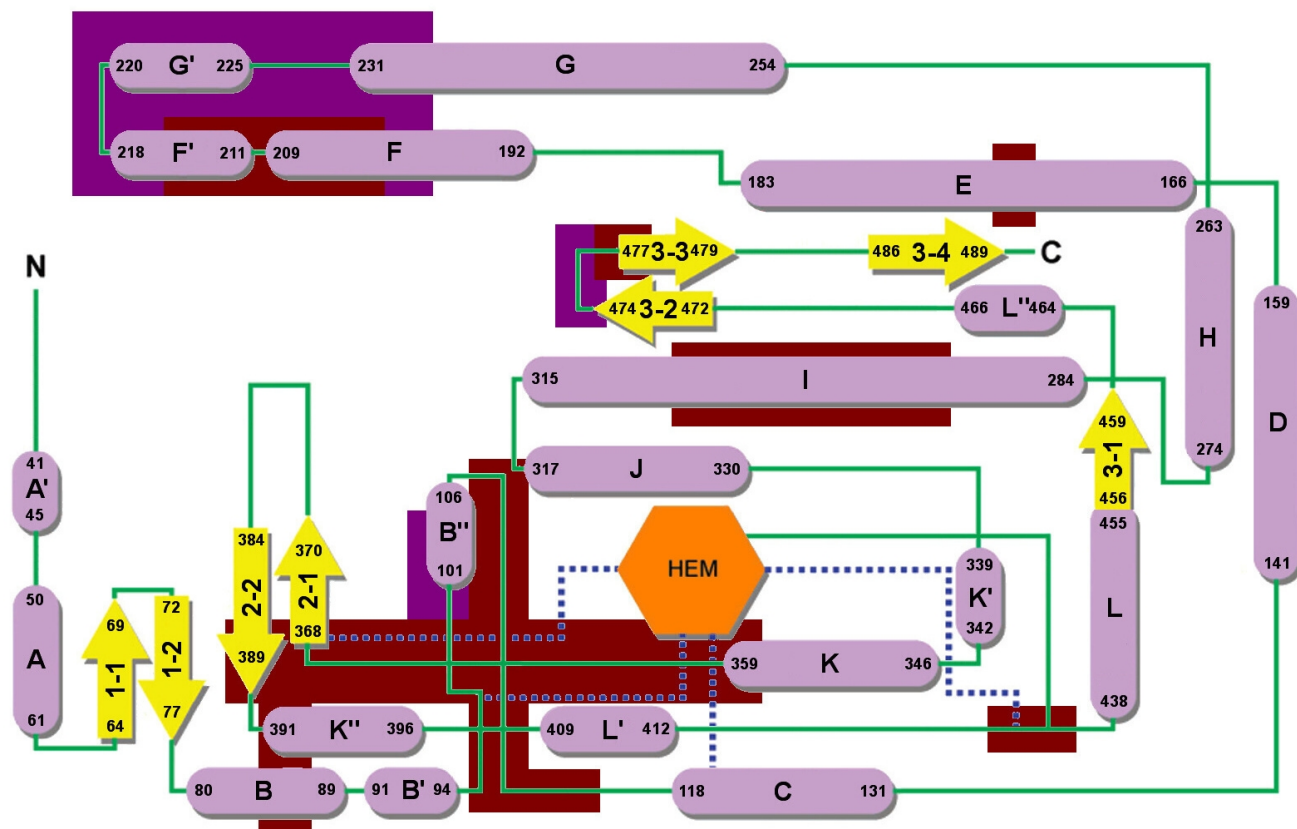 220 G' 225 231 G 254
218 F' 211 209 F 192
183 E 166
477 3-3 479 486 3-4 489 C
263
N
474 3-2 472 466 L'' 464
159
H
315 I 284
459
D
41
A'
45
317 J 330
274
3-1
456
106
B''
101
455
384
2-2
389
370
2-1
368
HEM
339
K'
342
141
50
A
61
69
1-1
64
72
1-2
77
L
438
359 K 346
391 K'' 396 409 L' 412
80 B 89 91 B' 94 118 C 131